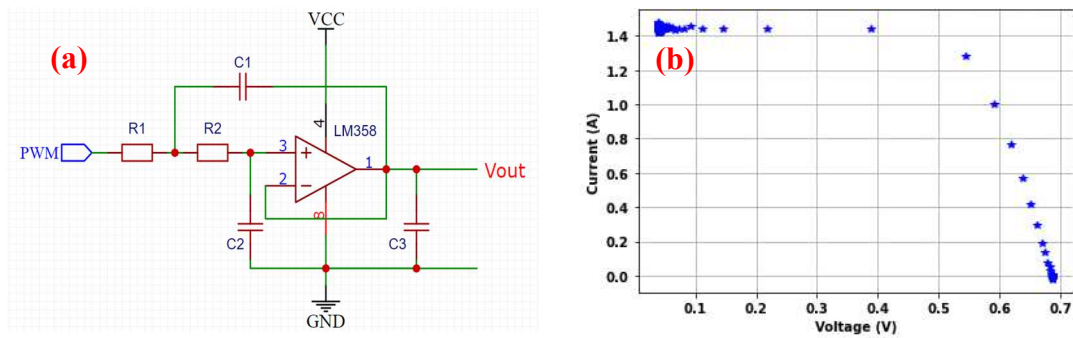 (a)
VCC
C1
4
LM358
R1
R2
PWM
3
+
1
Vout
2
−
8
C2
C3
GND
(b)
Current (A)
1.4
1.2
1.0
0.8
0.6
0.4
0.2
0.0
0.1 0.2 0.3 0.4 0.5 0.6 0.7
Voltage (V)